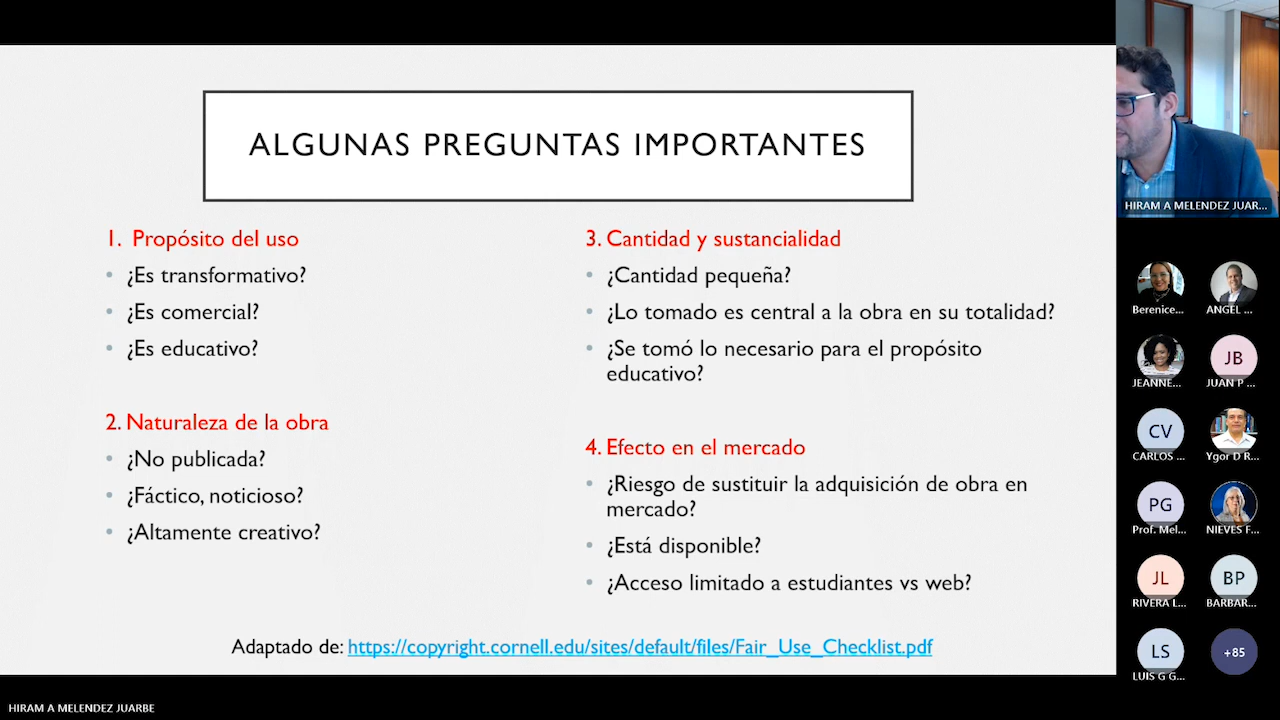 ALGUNAS PREGUNTAS IMPORTANTES
1. Propósito del uso
• ¿Es transformativo?
• ¿Es comercial?
• ¿Es educativo?
2. Naturaleza de la obra
• ¿No publicada?
• ¿Fáctico, noticioso?
• ¿Altamente creativo?
3. Cantidad y sustancialidad
• ¿Cantidad pequeña?
• ¿Lo tomado es central a la obra en su totalidad?
• ¿Se tomó lo necesario para el propósito
educativo?
4. Efecto en el mercado
• ¿Riesgo de sustituir la adquisición de obra en
mercado?
• ¿Está disponible?
• ¿Acceso limitado a estudiantes vs web?
Adaptado de: https://copyright.cornell.edu/sites/default/files/Fair_Use_Checklist.pdf
HIRAM A MELENDEZ JUAR...
Berenice...
ANGEL ...
JEANNE...
JB
JUAN P ...
CV
CARLOS ...
Ygor D R...
PG
Prof. Mel...
NIEVES F...
JL
RIVERA L...
BP
BARBAR...
LS
LUIS G G...
+85
HIRAM A MELENDEZ JUARBE